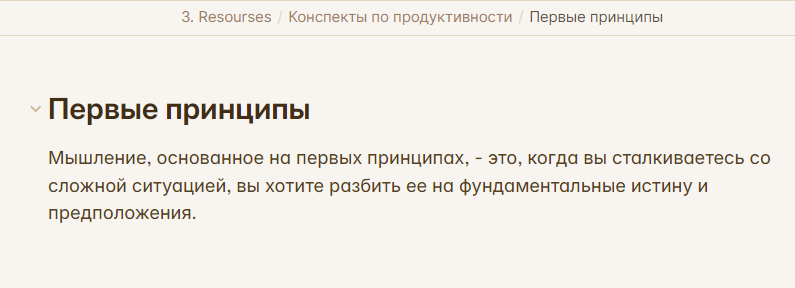 3. Resourses / Конспекты по продуктивности / Первые принципы
Первые принципы
Мышление, основанное на первых принципах, - это, когда вы сталкиваетесь со
сложной ситуацией, вы хотите разбить ее на фундаментальные истину и
предположения.